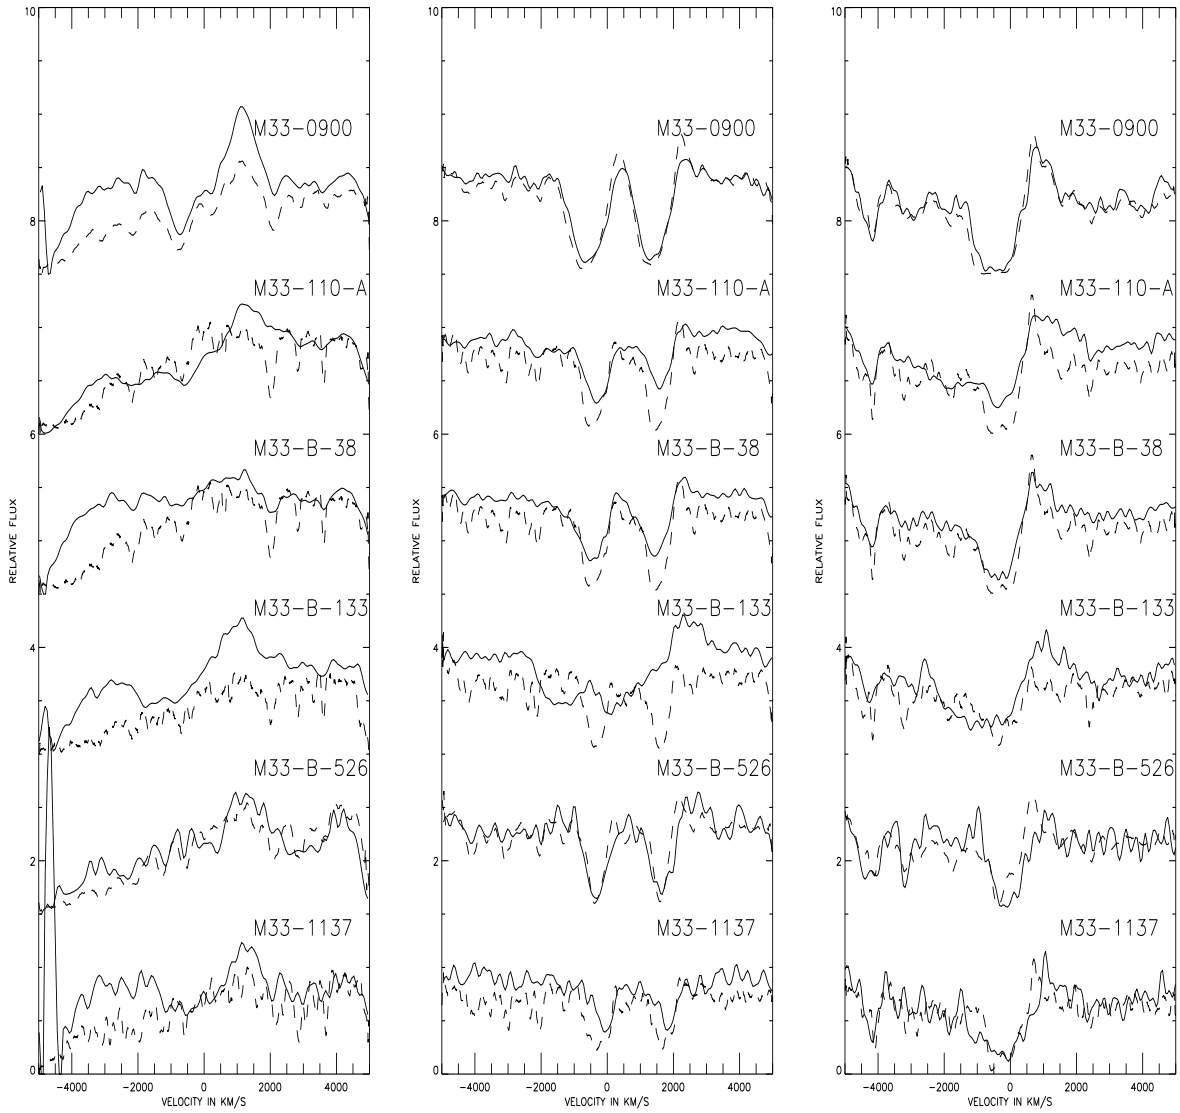 10
8
6
4
2
0
RELATIVE FLUX
M33-0900
M33-110-A
M33-B-38
M33-B-133
M33-B-526
M33-1137
-4000 -2000 0 2000 4000
VELOCITY IN KM/S
10
8
6
4
2
0
RELATIVE FLUX
M33-0900
M33-110-A
M33-B-38
M33-B-133
M33-B-526
M33-1137
-4000 -2000 0 2000 4000
VELOCITY IN KM/S
10
8
6
4
2
0
RELATIVE FLUX
M33-0900
M33-110-A
M33-B-38
M33-B-133
M33-B-526
M33-1137
-4000 -2000 0 2000 4000
VELOCITY IN KM/S